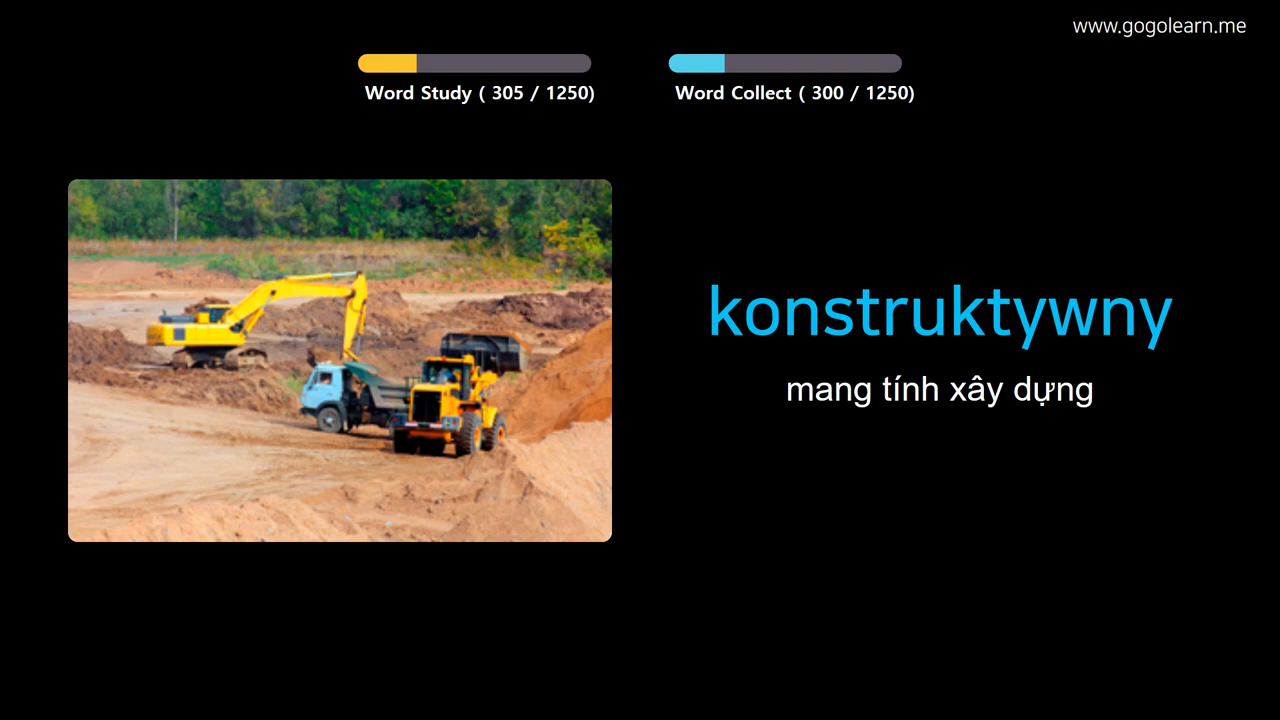 www.gogolearn.me
Word Study ( 305 / 1250)
Word Collect ( 300 / 1250)
konstruktywny
mang tính xây dựng